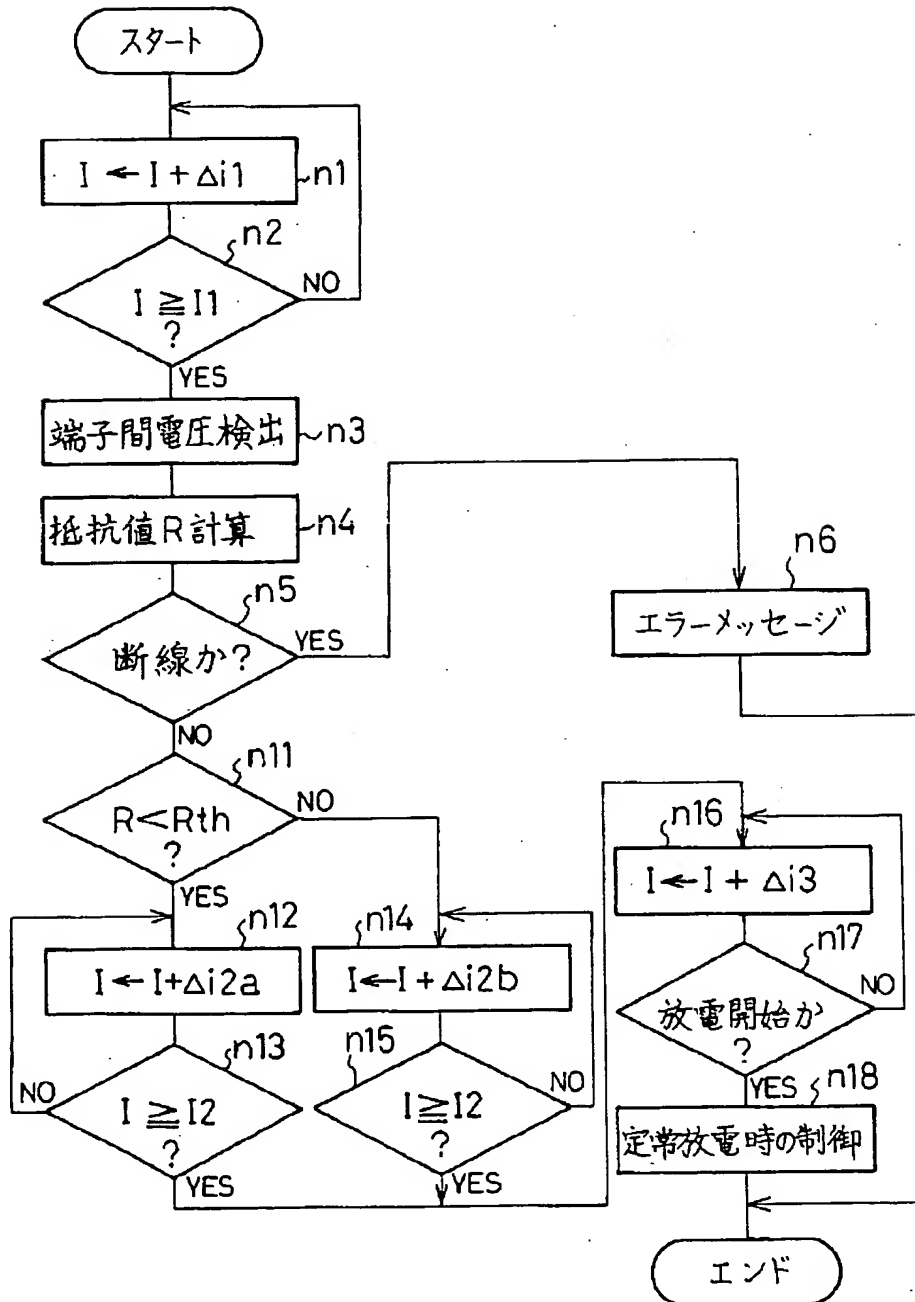 スタート
I ← I + Δi1
n1
n2
I ≧ I1
?
NO
YES
端子間電圧検出
n3
抵抗値R計算
n4
n5
断線か?
YES
NO
n6
エラーメッセージ
n11
R<Rth
?
NO
YES
n12
I←I+Δi2a
n13
I ≧ I2
?
NO
YES
n14
I←I+Δi2b
n15
I ≧ I2
?
NO
YES
n16
I←I + Δi3
n17
放電開始か
?
NO
YES
n18
定常放電時の制御
エンド